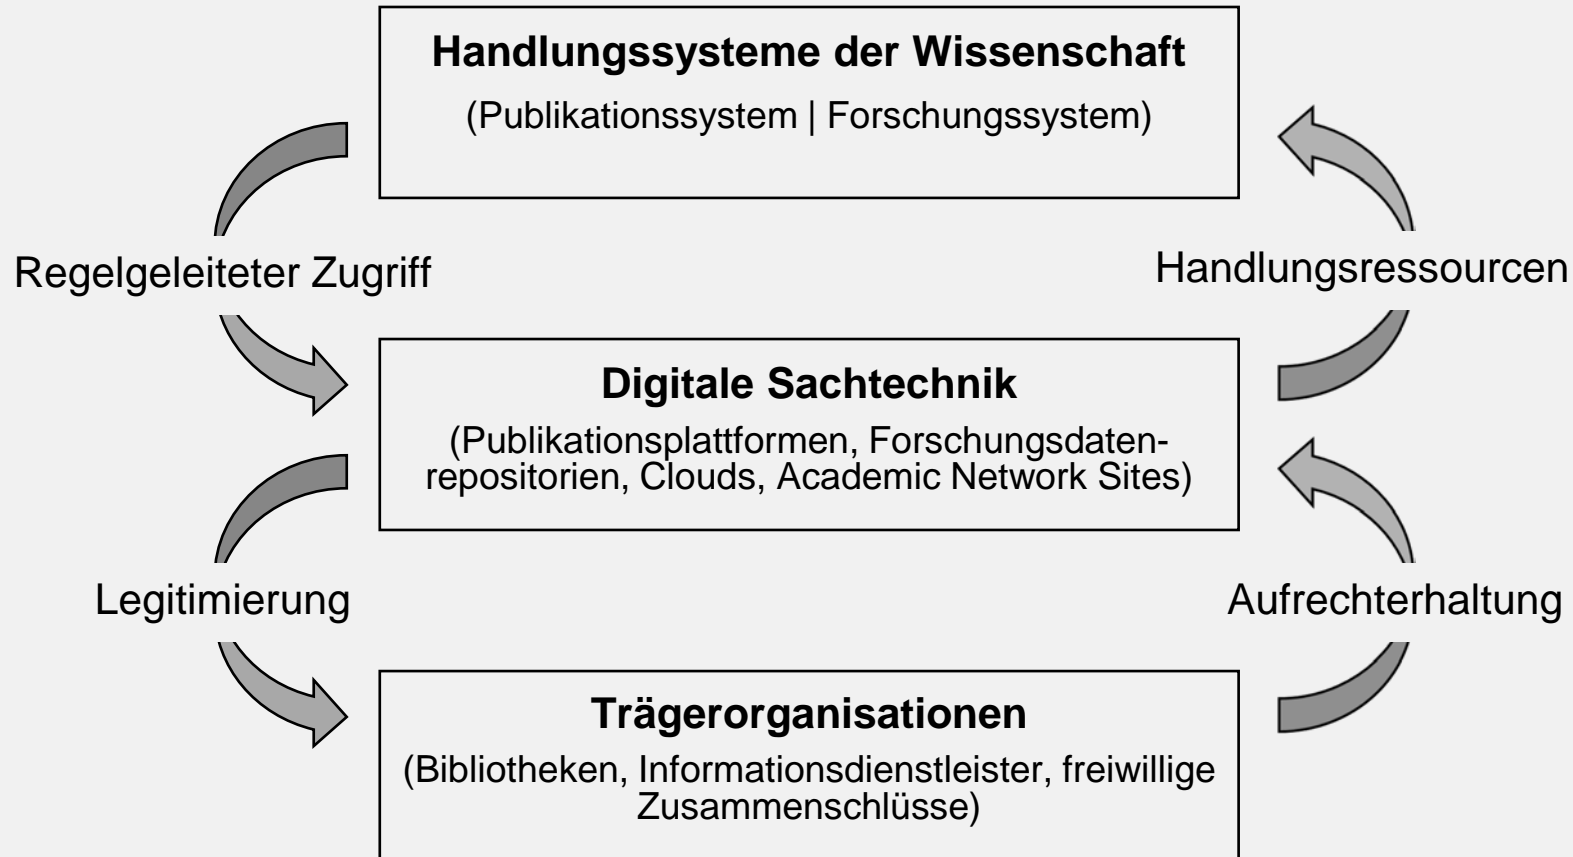 Handlungssysteme der Wissenschaft
(Publikationssystem | Forschungssystem)
Regelgeleiteter Zugriff
Handlungsressourcen
Digitale Sachtechnik
(Publikationsplattformen, Forschungsdaten-
repositorien, Clouds, Academic Network Sites)
Legitimierung
Aufrechterhaltung
Trägerorganisationen
(Bibliotheken, Informationsdienstleister, freiwillige
Zusammenschlüsse)